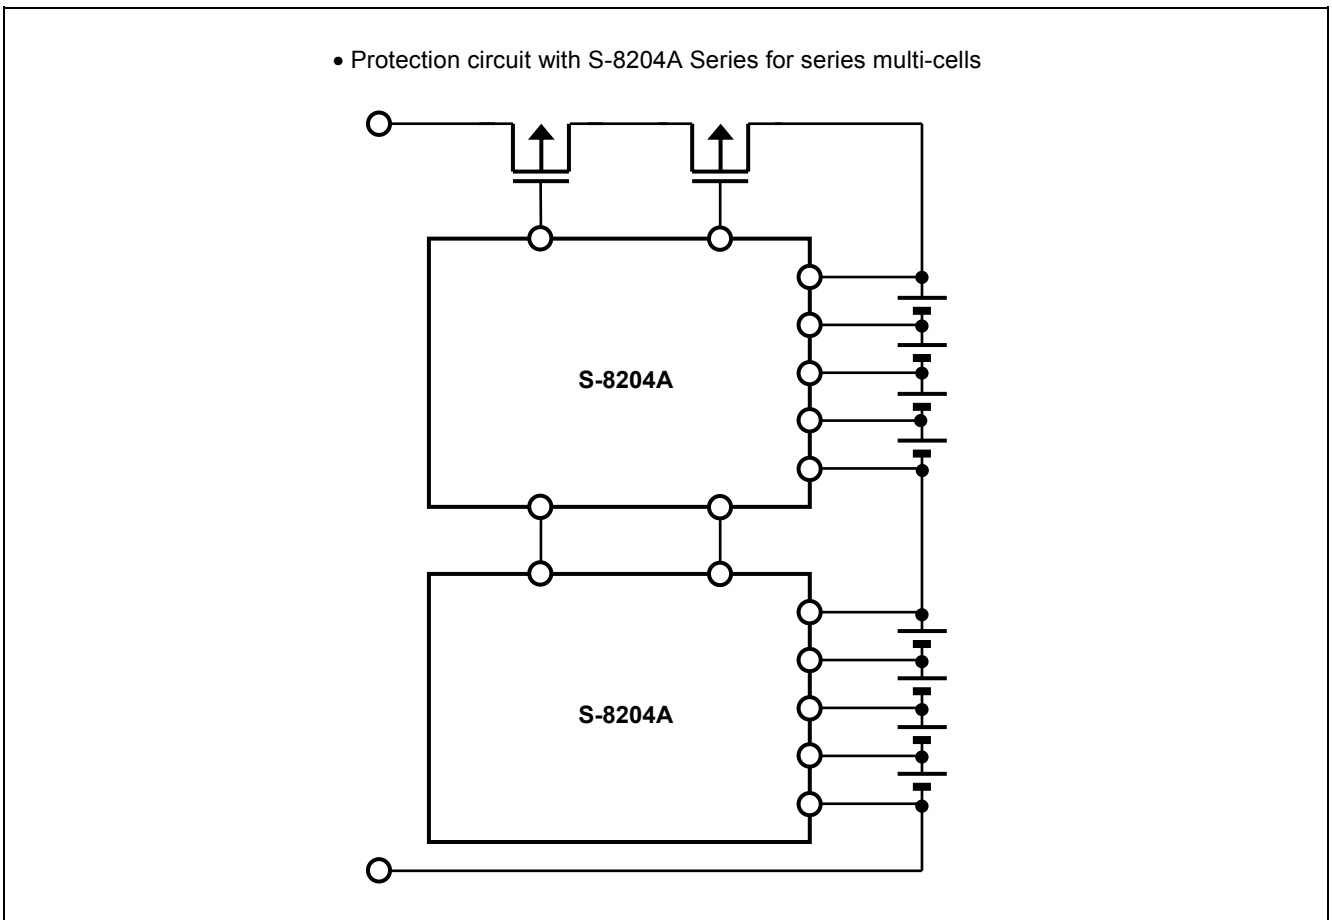 • Protection circuit with S-8204A Series for series multi-cells
S-8204A
S-8204A